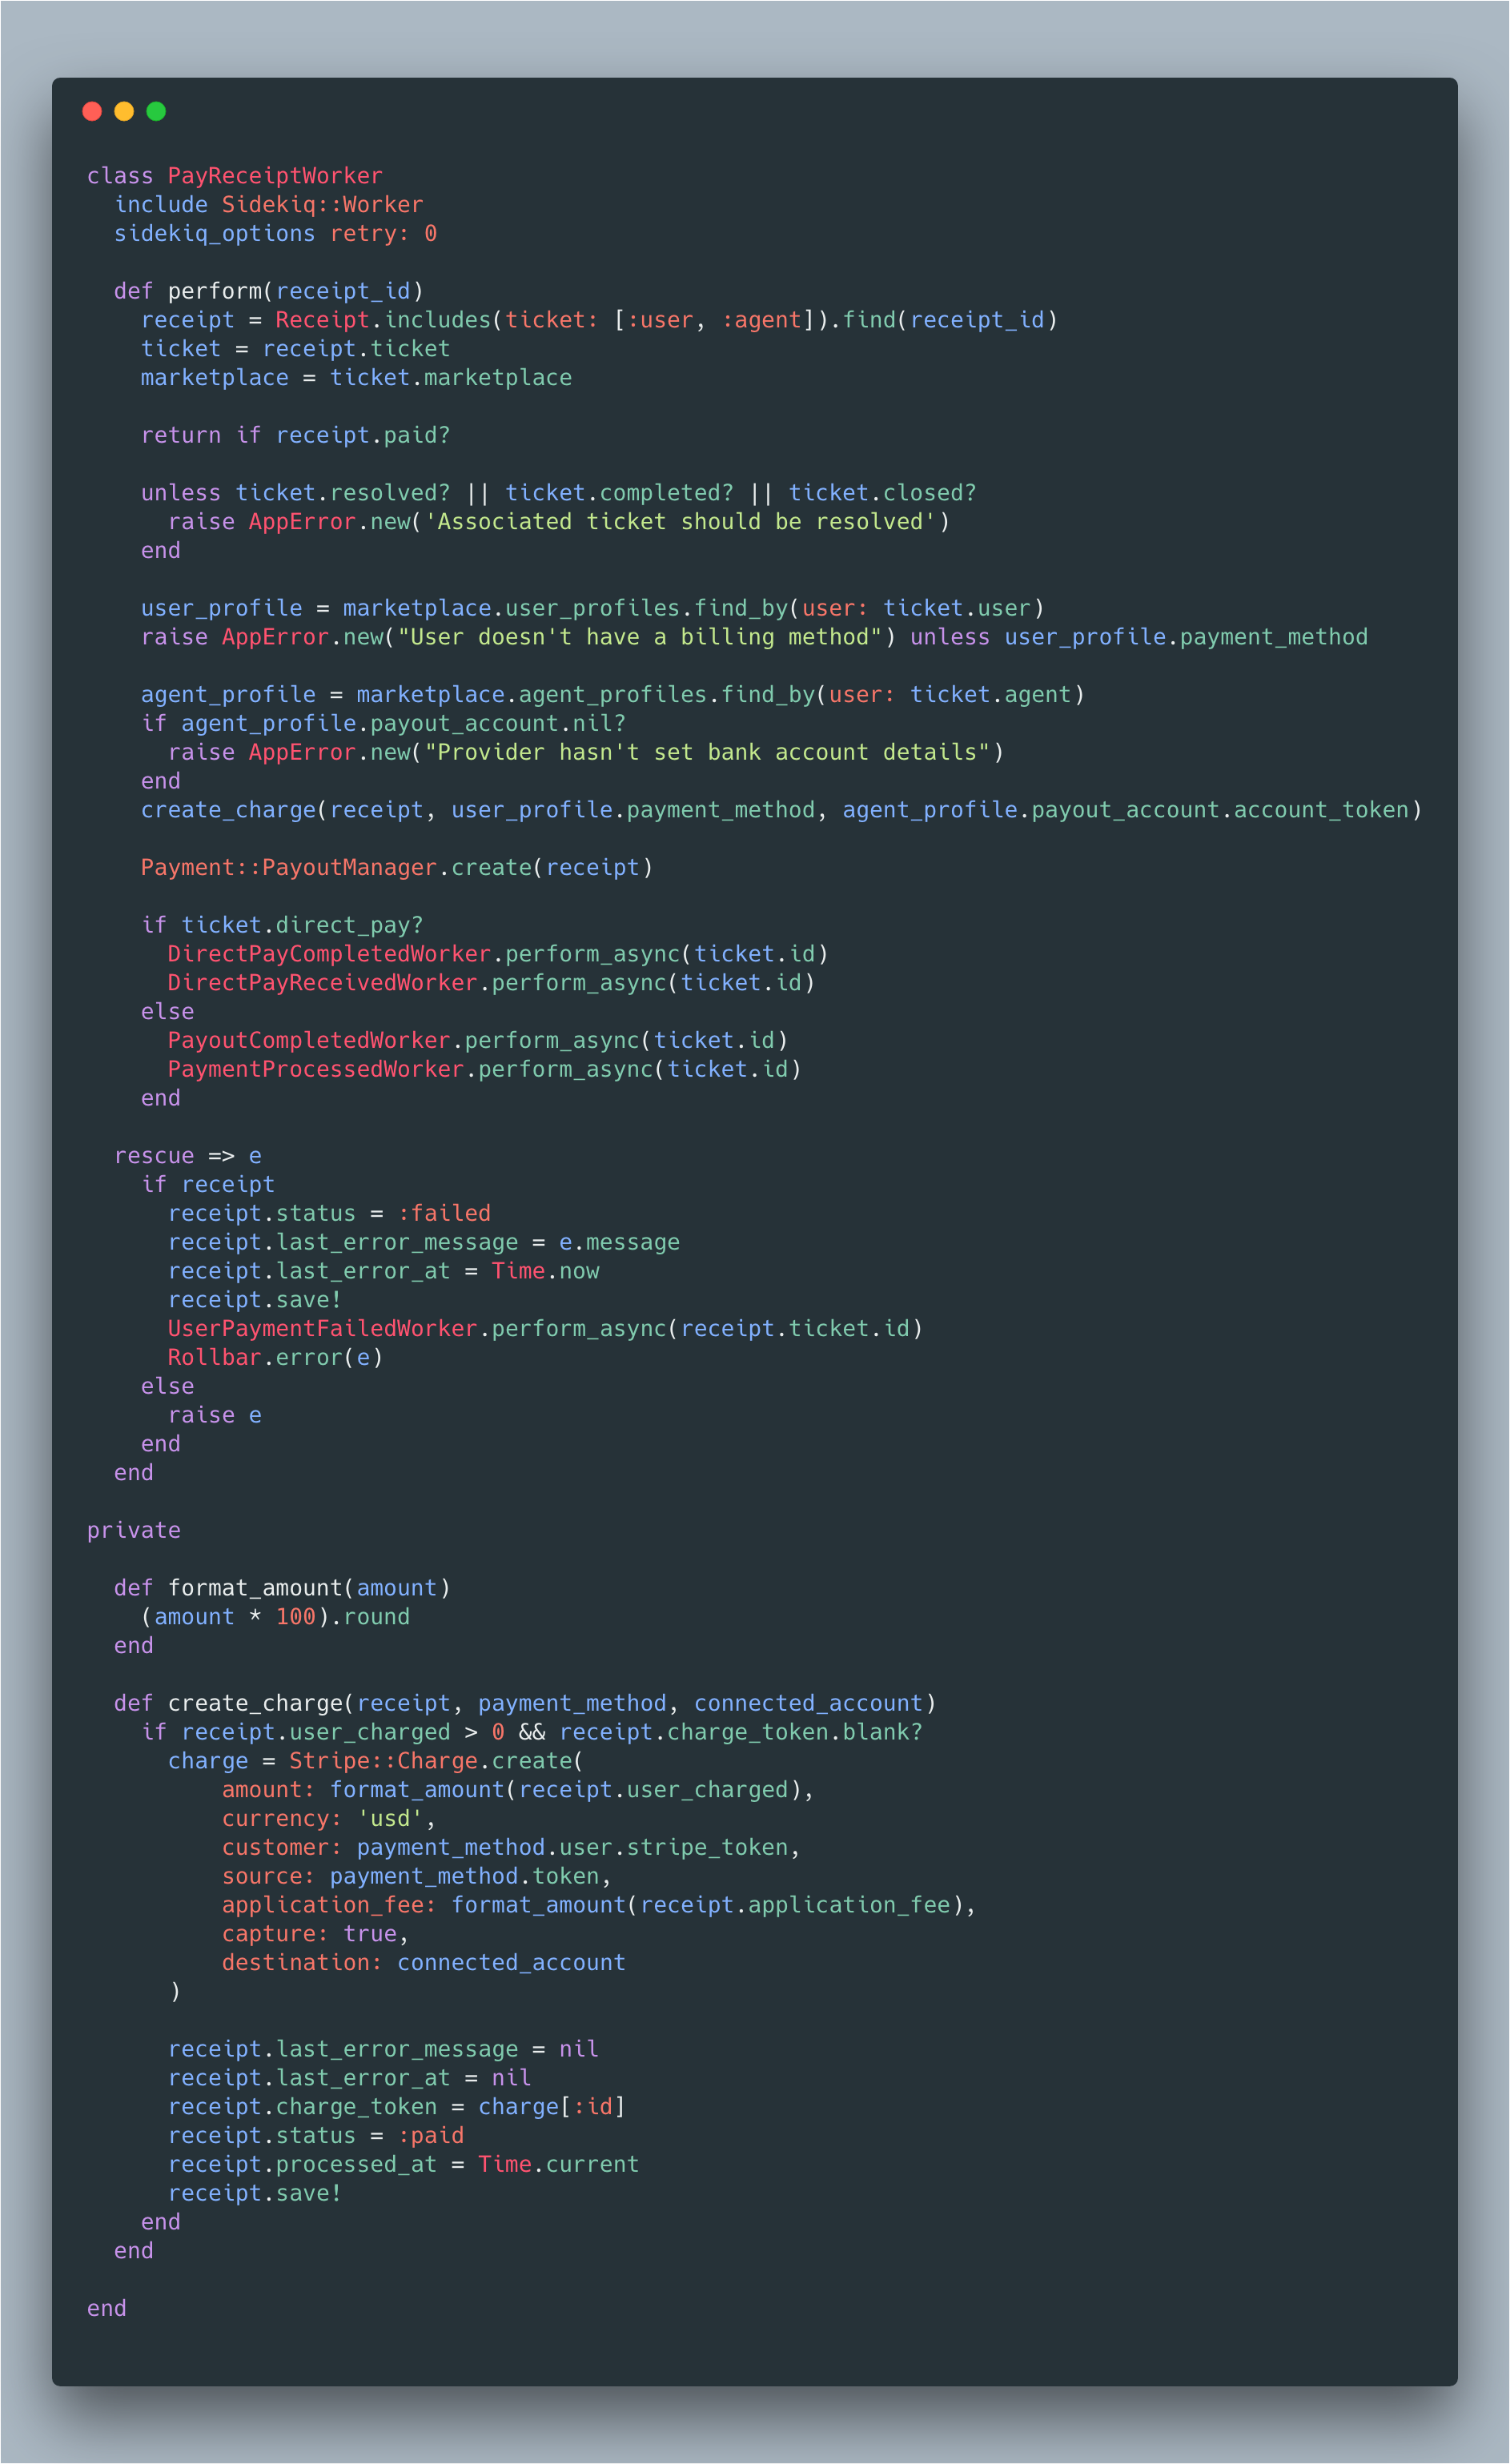 class PayReceiptWorker
  include Sidekiq::Worker
  sidekiq_options retry: 0

  def perform(receipt_id)
    receipt = Receipt.includes(ticket: [:user, :agent]).find(receipt_id)
    ticket = receipt.ticket
    marketplace = ticket.marketplace

    return if receipt.paid?

    unless ticket.resolved? || ticket.completed? || ticket.closed?
      raise AppError.new('Associated ticket should be resolved')
    end

    user_profile = marketplace.user_profiles.find_by(user: ticket.user)
    raise AppError.new("User doesn't have a billing method") unless user_profile.payment_method

    agent_profile = marketplace.agent_profiles.find_by(user: ticket.agent)
    if agent_profile.payout_account.nil?
      raise AppError.new("Provider hasn't set bank account details")
    end
    create_charge(receipt, user_profile.payment_method, agent_profile.payout_account.account_token)

    Payment::PayoutManager.create(receipt)

    if ticket.direct_pay?
      DirectPayCompletedWorker.perform_async(ticket.id)
      DirectPayReceivedWorker.perform_async(ticket.id)
    else
      PayoutCompletedWorker.perform_async(ticket.id)
      PaymentProcessedWorker.perform_async(ticket.id)
    end

  rescue => e
    if receipt
      receipt.status = :failed
      receipt.last_error_message = e.message
      receipt.last_error_at = Time.now
      receipt.save!
      UserPaymentFailedWorker.perform_async(receipt.ticket.id)
      Rollbar.error(e)
    else
      raise e
    end
  end

private

  def format_amount(amount)
    (amount * 100).round
  end

  def create_charge(receipt, payment_method, connected_account)
    if receipt.user_charged > 0 && receipt.charge_token.blank?
      charge = Stripe::Charge.create(
          amount: format_amount(receipt.user_charged),
          currency: 'usd',
          customer: payment_method.user.stripe_token,
          source: payment_method.token,
          application_fee: format_amount(receipt.application_fee),
          capture: true,
          destination: connected_account
      )

      receipt.last_error_message = nil
      receipt.last_error_at = nil
      receipt.charge_token = charge[:id]
      receipt.status = :paid
      receipt.processed_at = Time.current
      receipt.save!
    end
  end

end